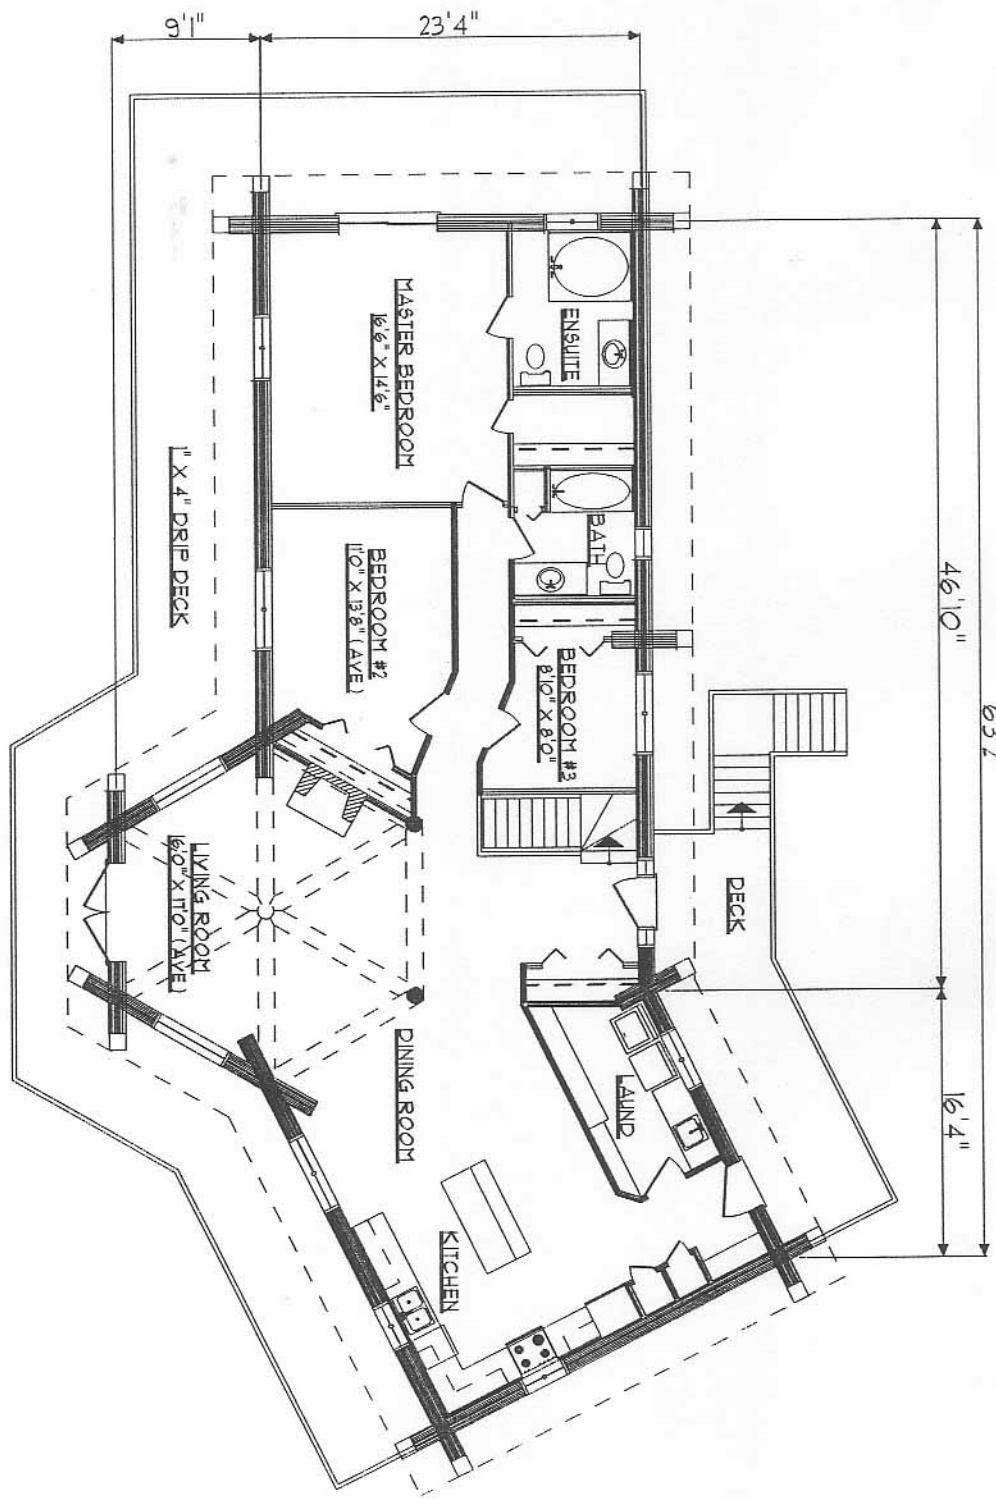 9'1"
23'4"
ENSUITE
MASTER BEDROOM
16'6" X 14'6"
BATH
1" X 4" DRIP DECK
BEDROOM #2
11'0" X 13'8" (AVE)
46'10"
BEDROOM #3
8'10" X 8'0"
DECK
LIVING ROOM
16'0" X 17'0" (AVE)
DINING ROOM
LAUND
16'4"
KITCHEN